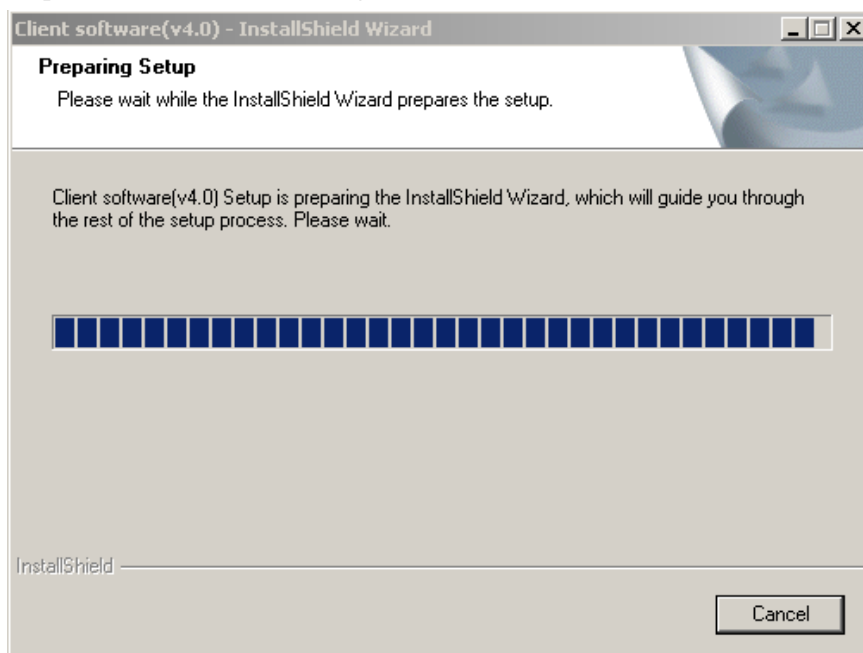 Client software(v4.0) - InstallShield Wizard
Preparing Setup
Please wait while the InstallShield Wizard prepares the setup.
Client software(v4.0) Setup is preparing the InstallShield Wizard, which will guide you through
the rest of the setup process. Please wait.
InstallShield
Cancel